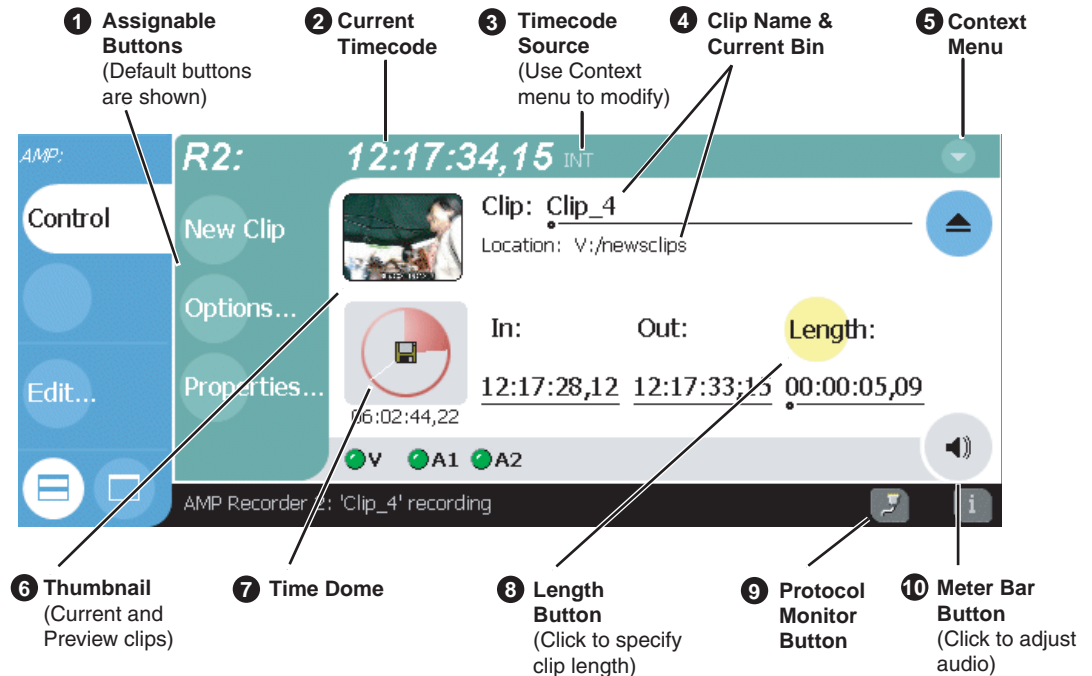 1 Assignable Buttons
(Default buttons are shown)
2 Current Timecode
3 Timecode Source
(Use Context menu to modify)
4 Clip Name & Current Bin
5 Context Menu
AMP:
R2:
12:17:34,15 INT
Control
New Clip
Clip: Clip_4
Location: V:/newsclips
Options...
In:
Out:
Length:
Edit...
Properties...
12:17:28,12
12:17:33;15
00:00:05,09
06:02:44,22
V A1 A2
AMP Recorder 2: 'Clip_4' recording
i
6 Thumbnail
(Current and Preview clips)
7 Time Dome
8 Length Button
(Click to specify clip length)
9 Protocol Monitor Button
10 Meter Bar Button
(Click to adjust audio)